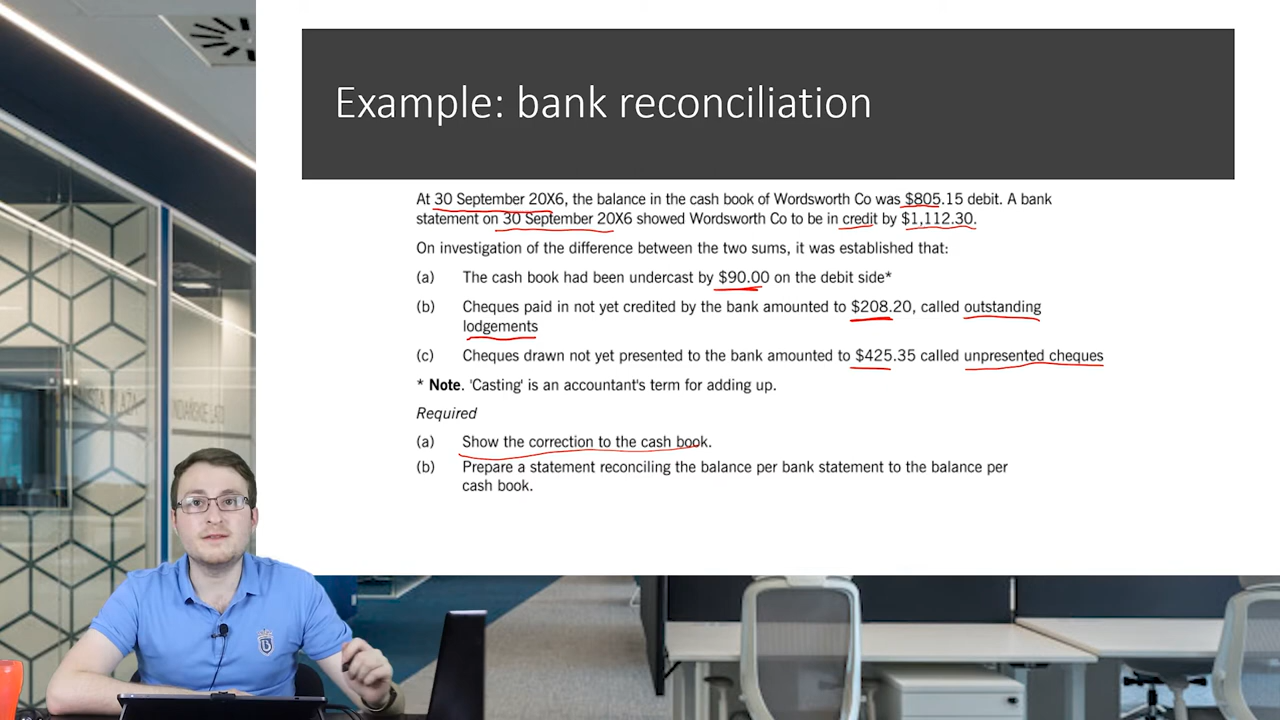 Example: bank reconciliation
At 30 September 20X6, the balance in the cash book of Wordsworth Co was $805.15 debit. A bank
statement on 30 September 20X6 showed Wordsworth Co to be in credit by $1,112.30.
On investigation of the difference between the two sums, it was established that:
(a) The cash book had been undercast by $90.00 on the debit side*
(b) Cheques paid in not yet credited by the bank amounted to $208.20, called outstanding
lodgements
(c) Cheques drawn not yet presented to the bank amounted to $425.35 called unpresented cheques
* Note. 'Casting' is an accountant's term for adding up.
Required
(a) Show the correction to the cash book.
(b) Prepare a statement reconciling the balance per bank statement to the balance per
cash book.